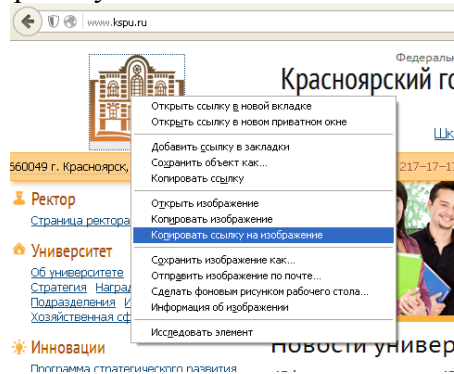 www.kspu.ru
Федераль
Красноярский го
Шк
660049 г. Красноярск,
217-17-1
Открыть ссылку в новой вкладке
Открыть ссылку в новом приватном окне
Добавить ссылку в закладки
Сохранить объект как...
Копировать ссылку
Открыть изображение
Копировать изображение
Копировать ссылку на изображение
Сохранить изображение как...
Отправить изображение по почте...
Сделать фоновым рисунком рабочего стола...
Информация об изображении
Исследовать элемент
Ректор
Страница ректора
Университет
Об университете
Стратегия Наград
Подразделения И
Хозяйственная сф
Инновации
Программа стратегического развития
Новости универ